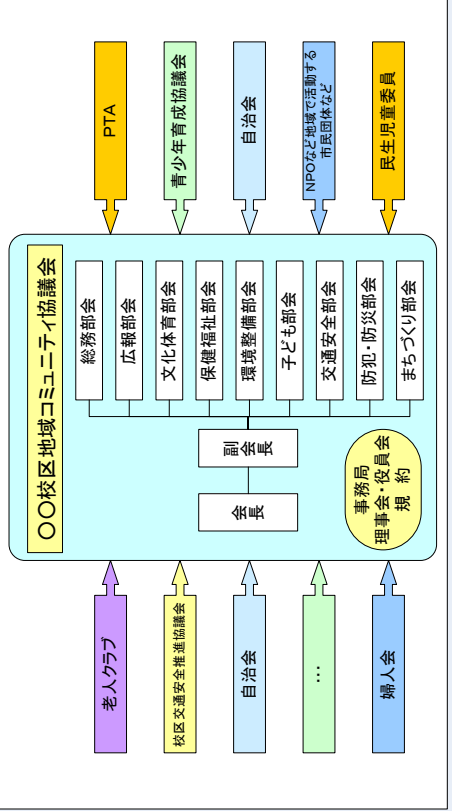 〇〇校区地域コミュニティ協議会
老人クラブ
校区交通安全推進協議会
自治会
…
婦人会
会長
副会長
総務部会
広報部会
文化体育部会
保健福祉部会
環境整備部会
子ども部会
交通安全部会
防犯・防災部会
まちづくり部会
事務局
理事会・役員会
規 約
PTA
青少年育成協議会
自治会
NPOなど地域で活動する
市民団体など
民生児童委員